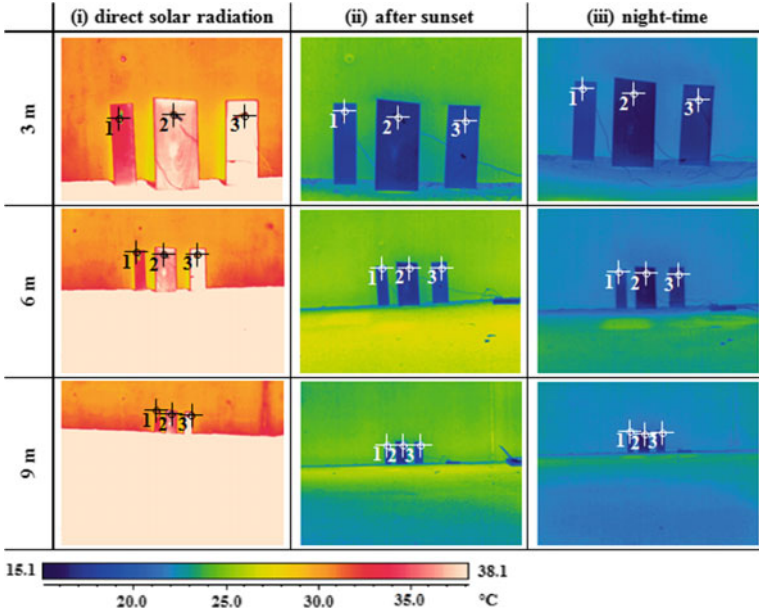 (i) direct solar radiation (ii) after sunset (iii) night-time
3 m
1 2 3
1 2 3
1 2 3
6 m
1 2 3
1 2 3
1 2 3
9 m
1 2 3
1 2 3
1 2 3
15.1 38.1
20.0 25.0 30.0 35.0 °C